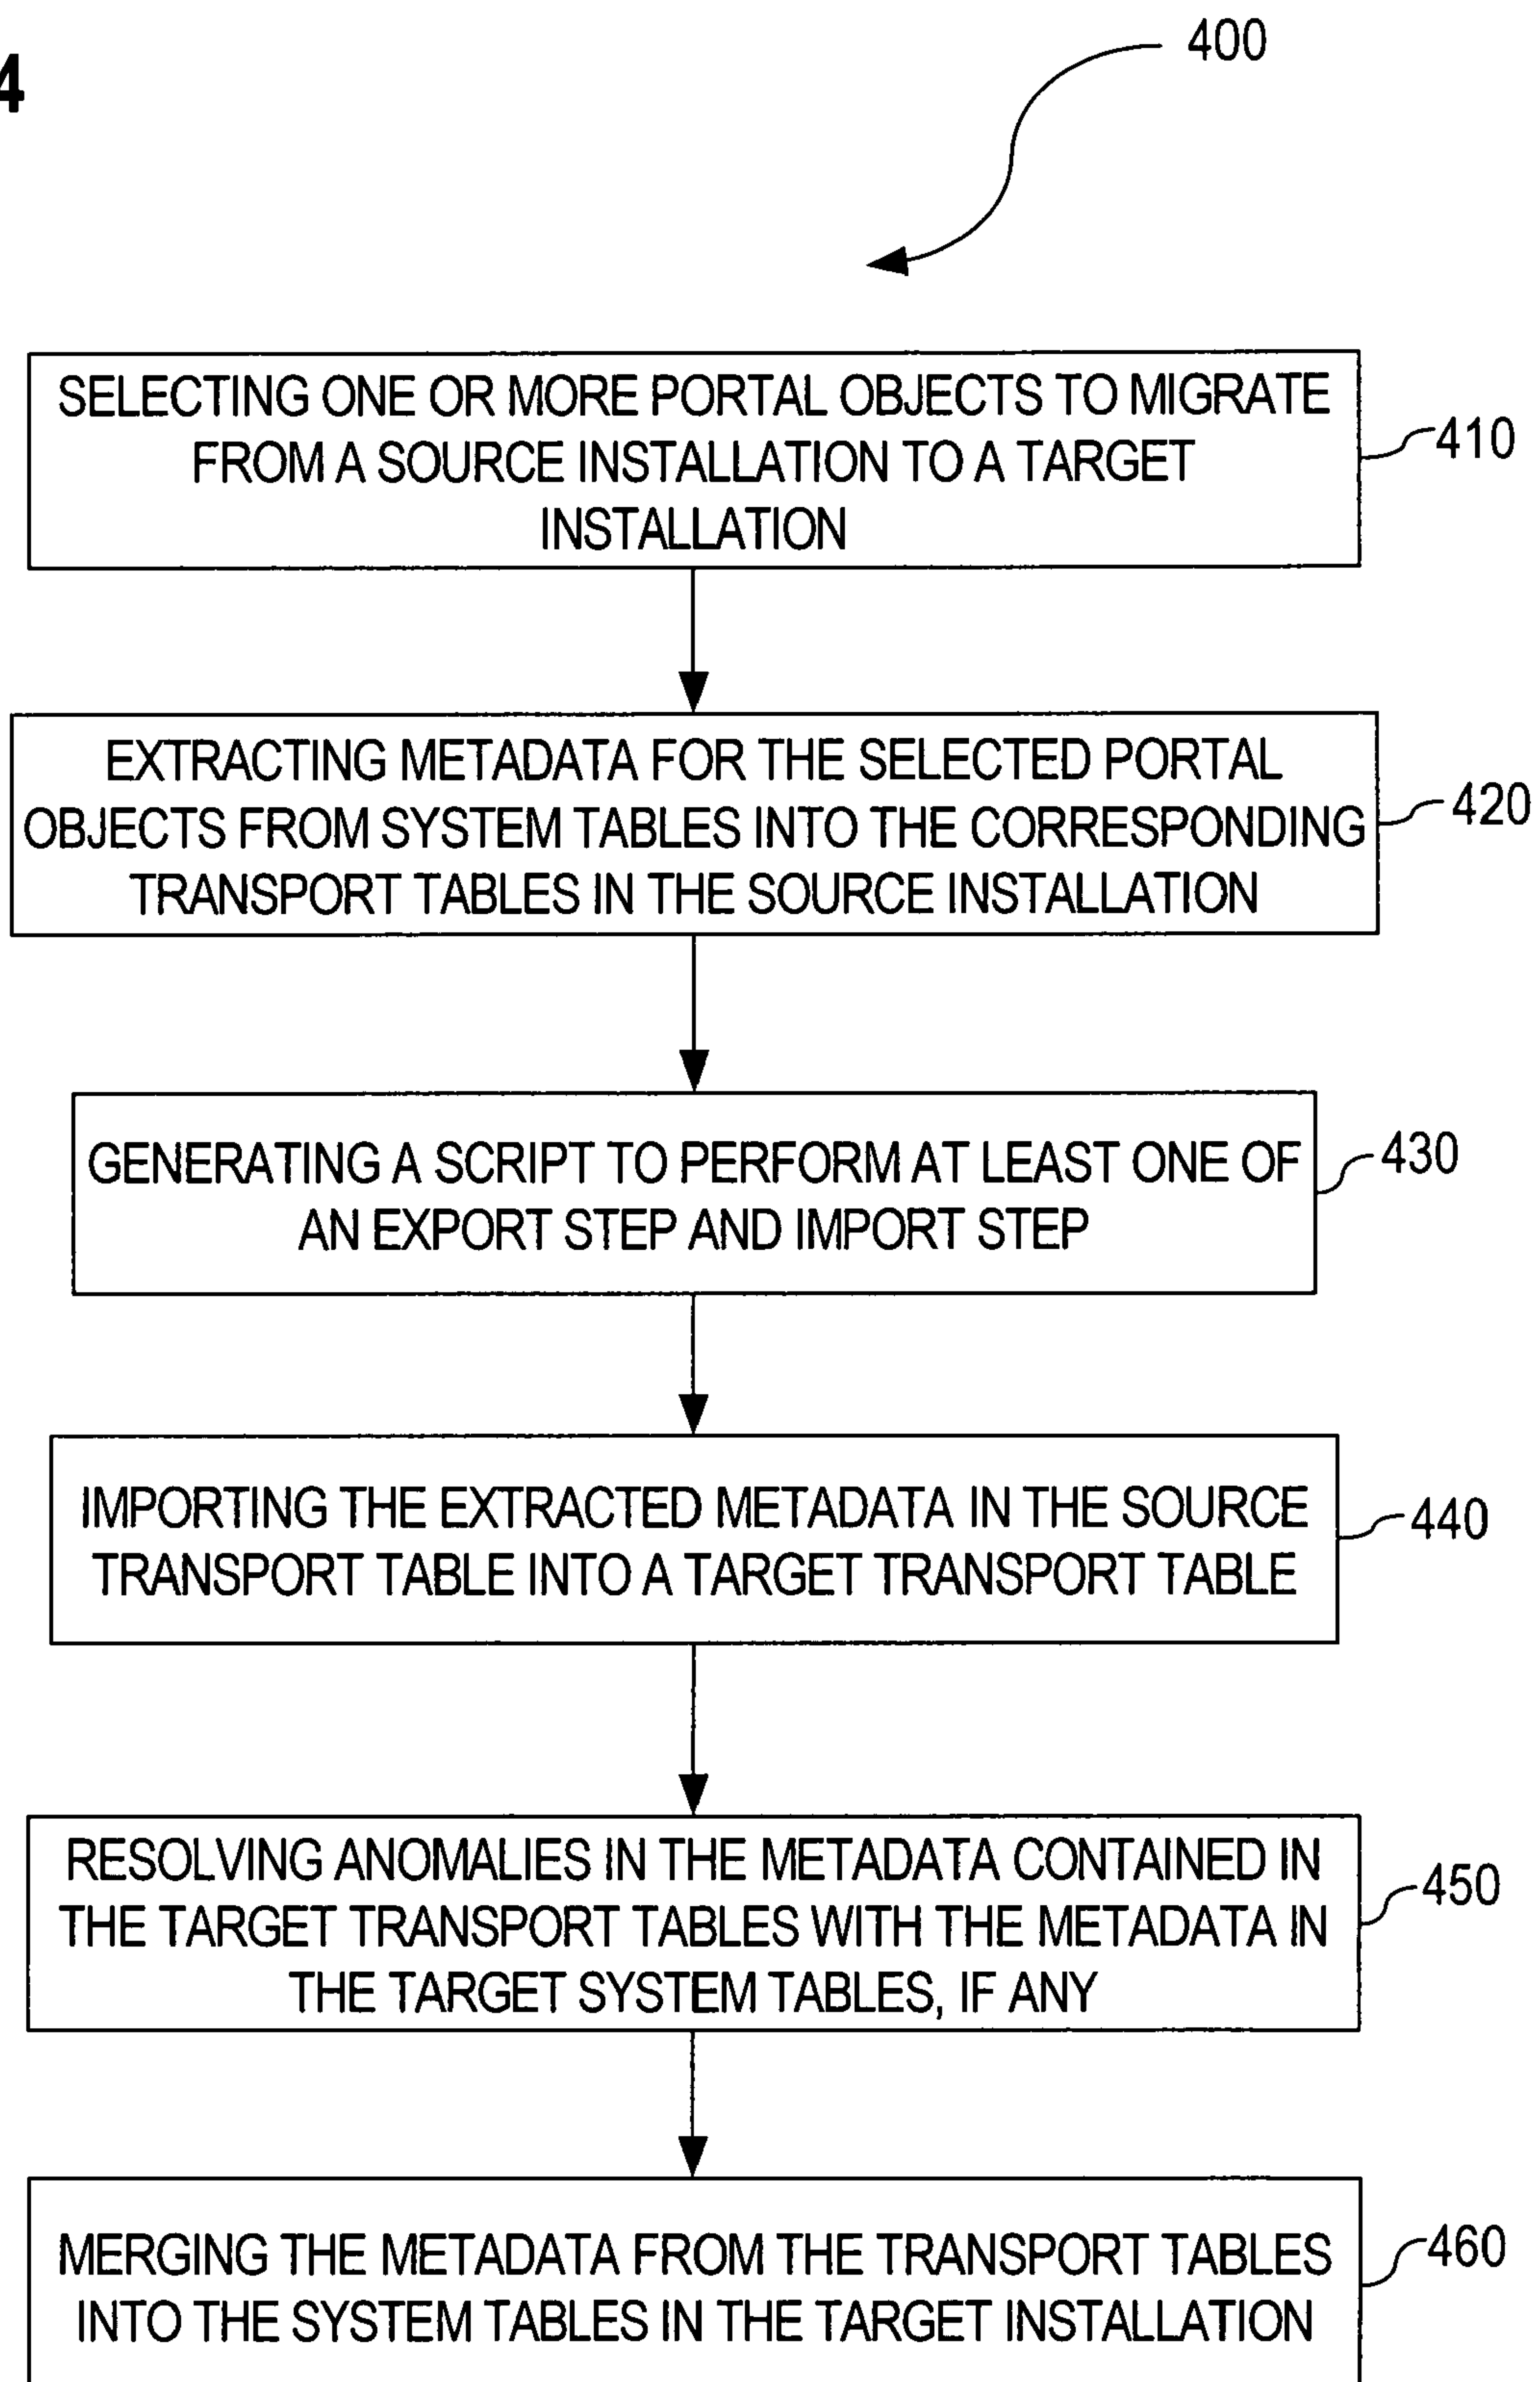 4
400
SELECTING ONE OR MORE PORTAL OBJECTS TO MIGRATE
FROM A SOURCE INSTALLATION TO A TARGET
INSTALLATION
410
EXTRACTING METADATA FOR THE SELECTED PORTAL
OBJECTS FROM SYSTEM TABLES INTO THE CORRESPONDING
TRANSPORT TABLES IN THE SOURCE INSTALLATION
420
GENERATING A SCRIPT TO PERFORM AT LEAST ONE OF
AN EXPORT STEP AND IMPORT STEP
430
IMPORTING THE EXTRACTED METADATA IN THE SOURCE
TRANSPORT TABLE INTO A TARGET TRANSPORT TABLE
440
RESOLVING ANOMALIES IN THE METADATA CONTAINED IN
THE TARGET TRANSPORT TABLES WITH THE METADATA IN
THE TARGET SYSTEM TABLES, IF ANY
450
MERGING THE METADATA FROM THE TRANSPORT TABLES
INTO THE SYSTEM TABLES IN THE TARGET INSTALLATION
460